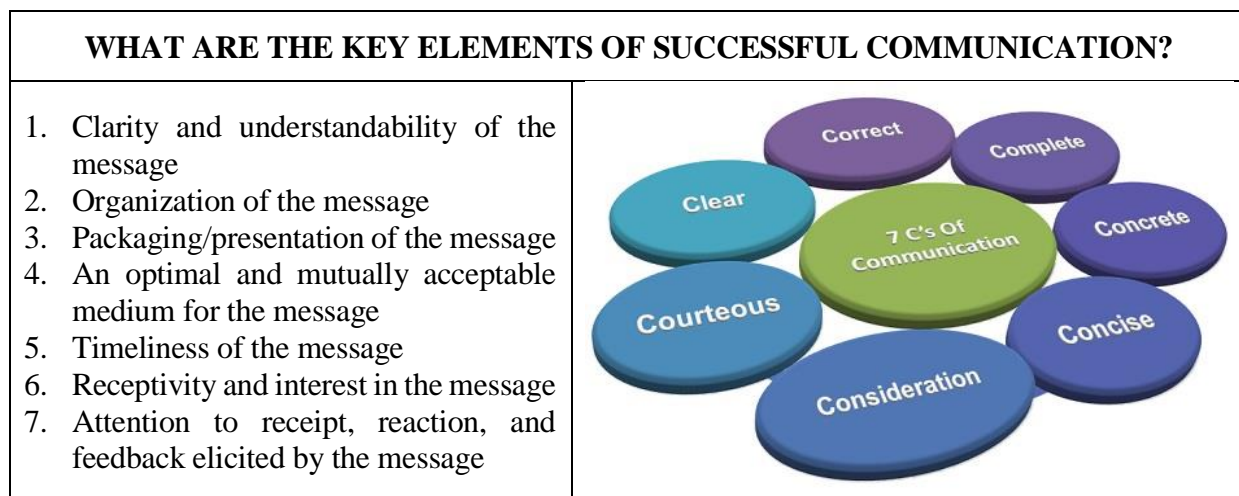 WHAT ARE THE KEY ELEMENTS OF SUCCESSFUL COMMUNICATION?
1. Clarity and understandability of the
message
2. Organization of the message
3. Packaging/presentation of the message
4. An optimal and mutually acceptable
medium for the message
5. Timeliness of the message
6. Receptivity and interest in the message
7. Attention to receipt, reaction, and
feedback elicited by the message
Correct
Complete
Clear
7 C's Of
Communication
Concrete
Courteous
Concise
Consideration